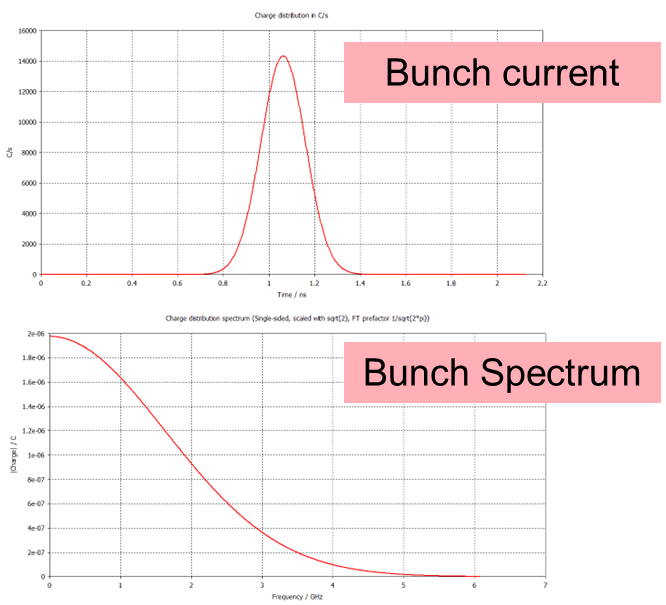 Charge distribution in C/s
16000
14000
12000
10000
8000
6000
4000
2000
0
C/s
0 0.2 0.4 0.6 0.8 1 1.2 1.4 1.6 1.8 2 2.2
Time / ns
Bunch current
Charge distribution spectrum (Single-sided, scaled with sqrt(2), FT prefactor 1/sqrt(2*pi))
2e-06
1.8e-06
1.6e-06
1.4e-06
1.2e-06
1e-06
8e-07
6e-07
4e-07
2e-07
0
|Charge| / C
0 1 2 3 4 5 6 7
Frequency / GHz
Bunch Spectrum